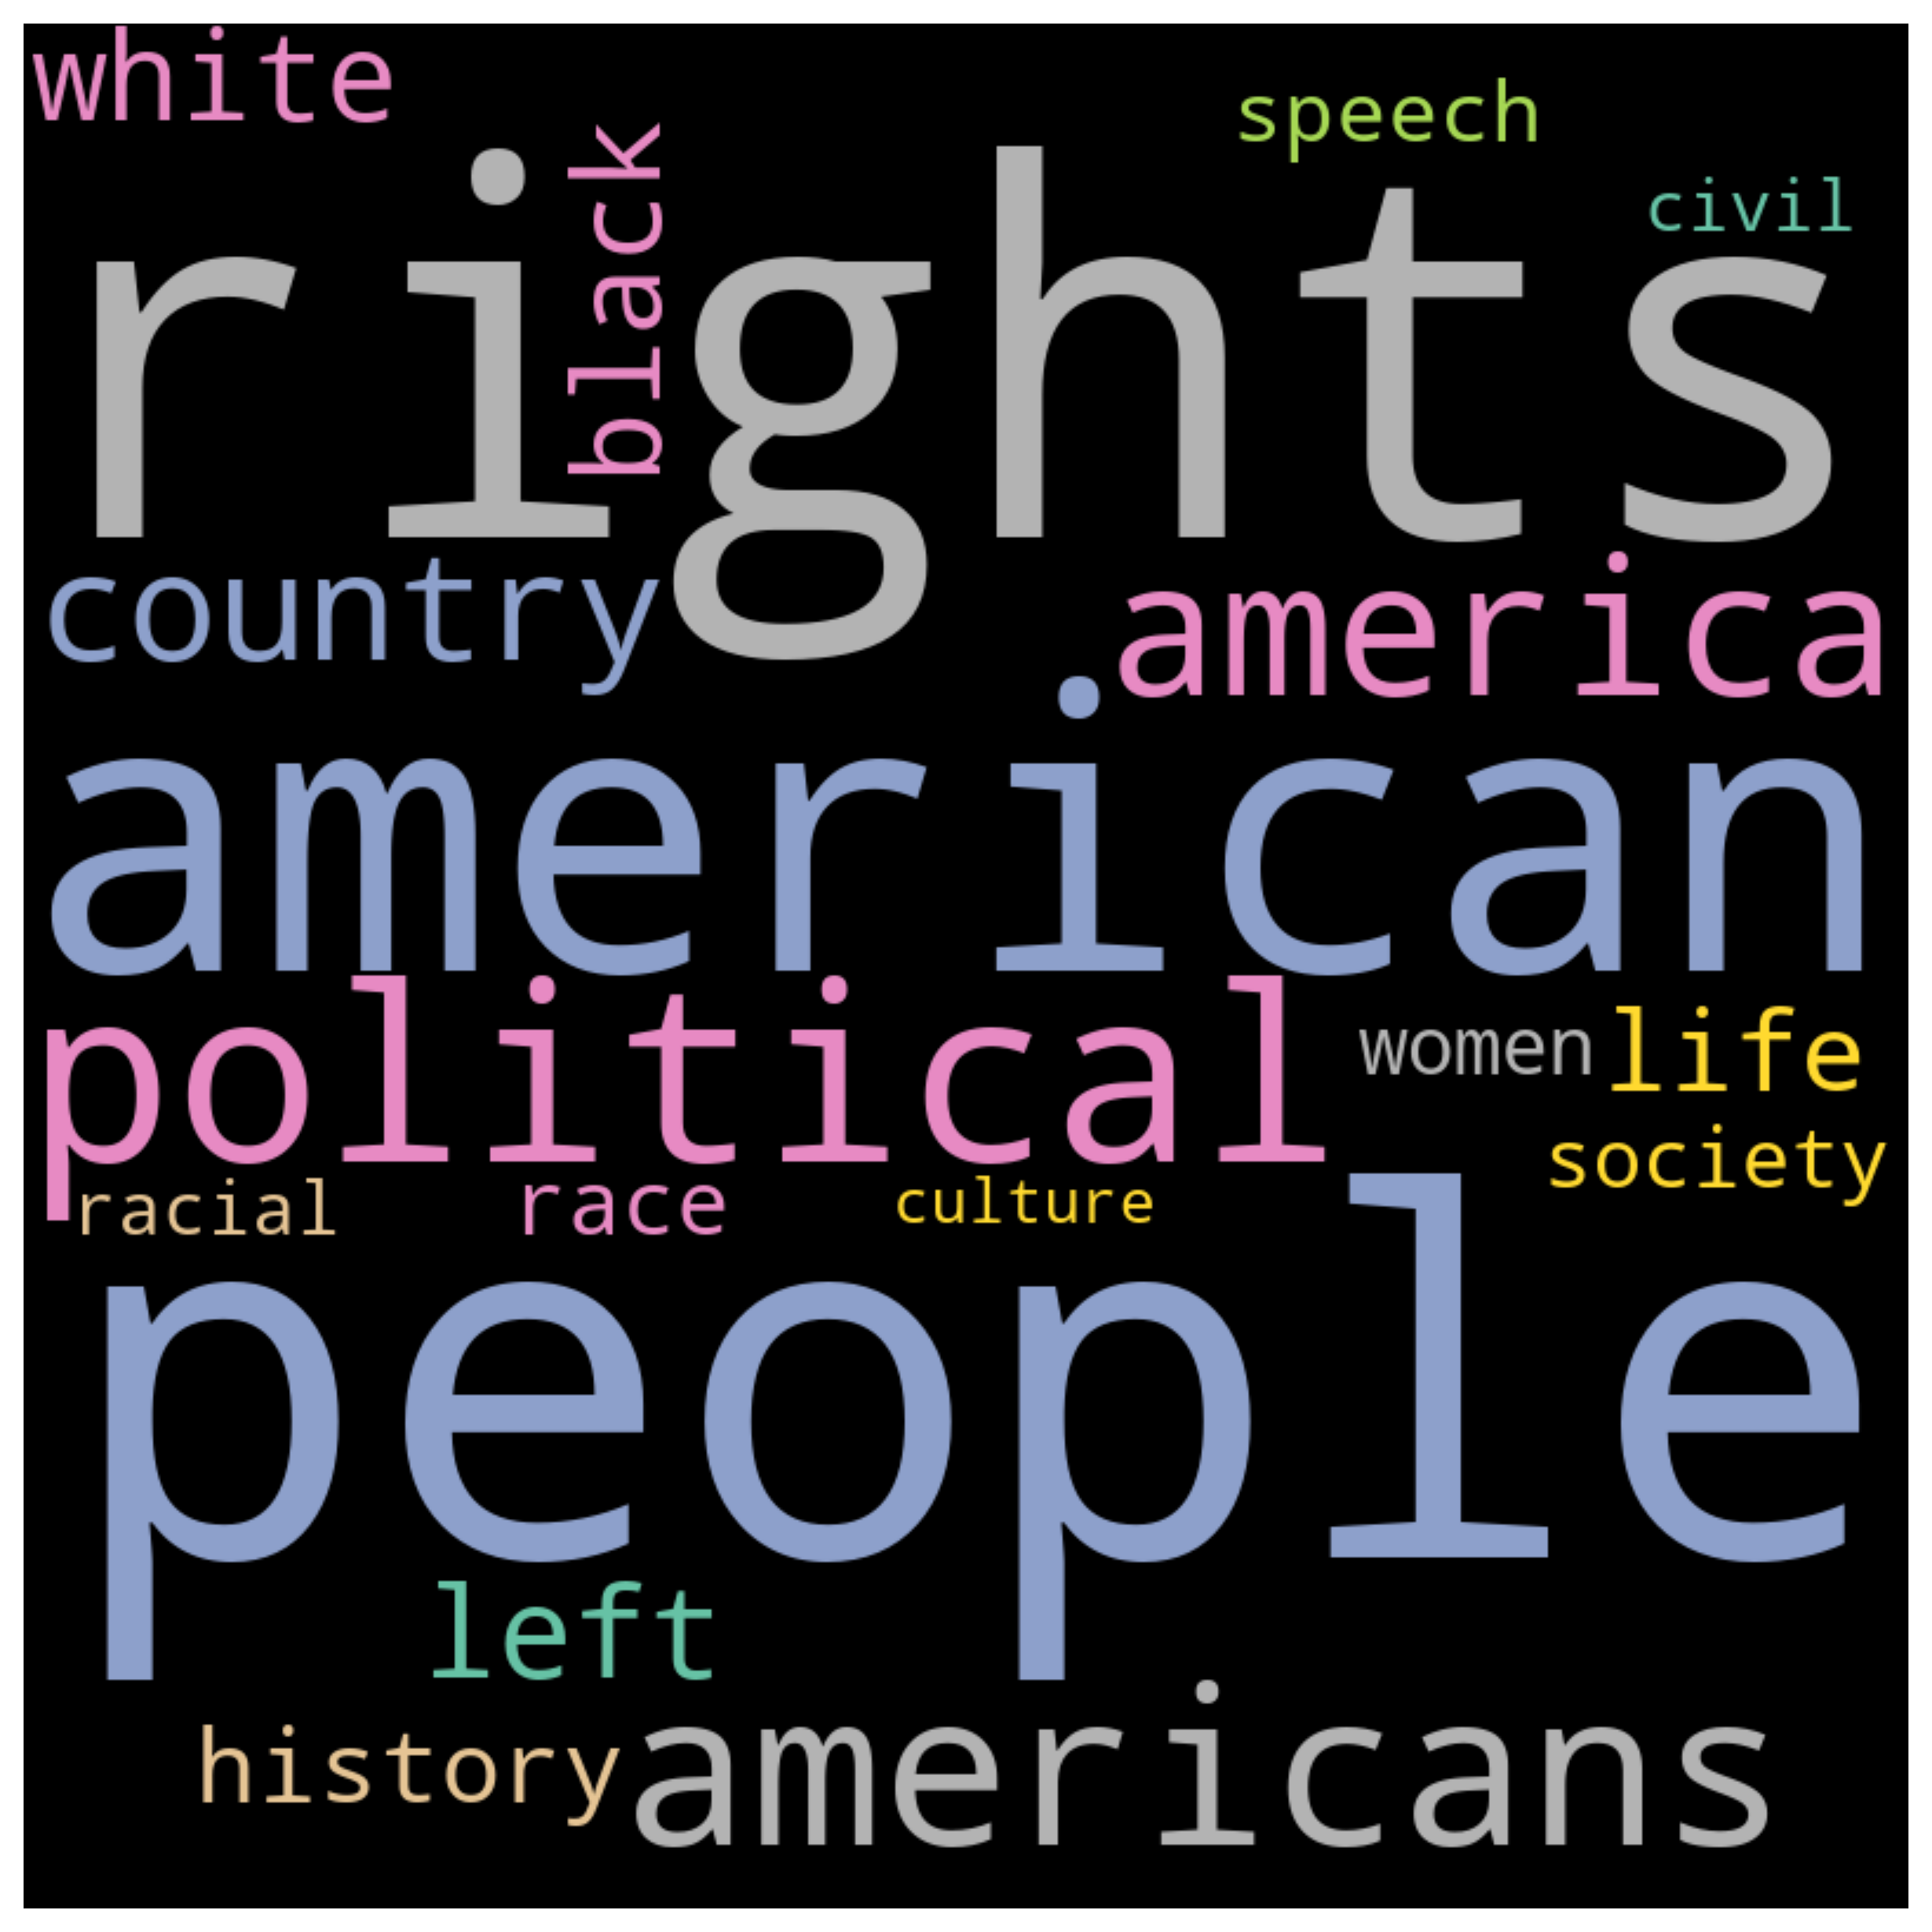 white
speech
civil
black
rights
country
america
american
political
women
life
society
racial
race
culture
people
left
history
americans